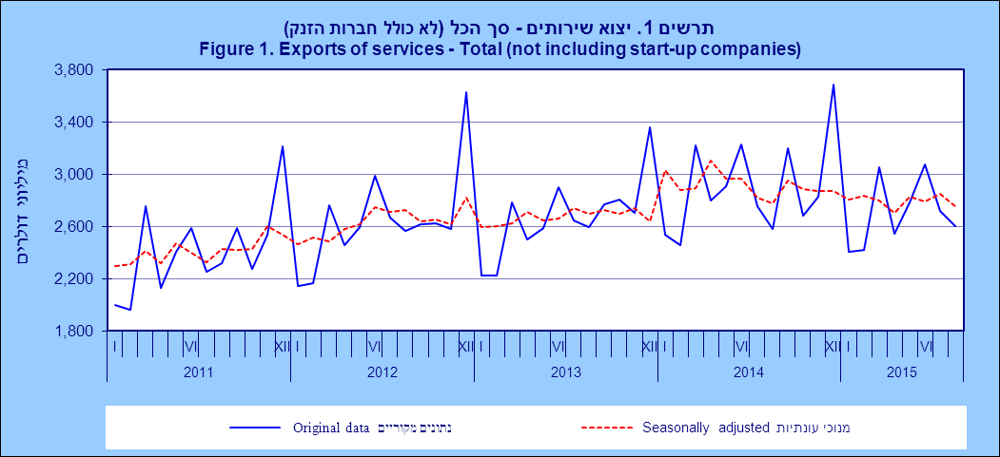 תרשים 1. יצוא שירותים - סך הכל (לא כולל חברות הזנק)
Figure 1. Exports of services - Total (not including start-up companies)
מיליוני דולרים
3,800
3,400
3,000
2,600
2,200
1,800
I VI XII I VI XII I VI XII I VI XII I VI
2011 2012 2013 2014 2015
Original data נתונים מקוריים
Seasonally adjusted מנוכי עונתיות